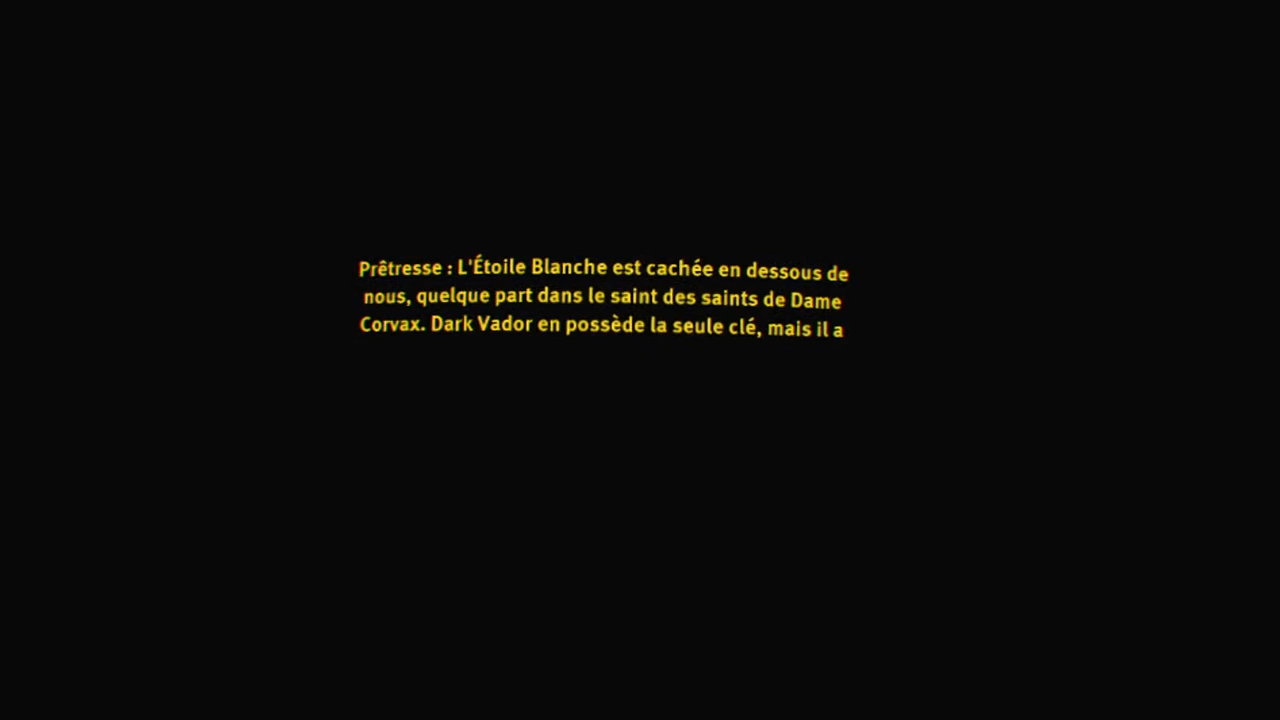 Prêtresse : L'Étoile Blanche est cachée en dessous de
nous, quelque part dans le saint des saints de Dame
Corvax. Dark Vador en possède la seule clé, mais il a